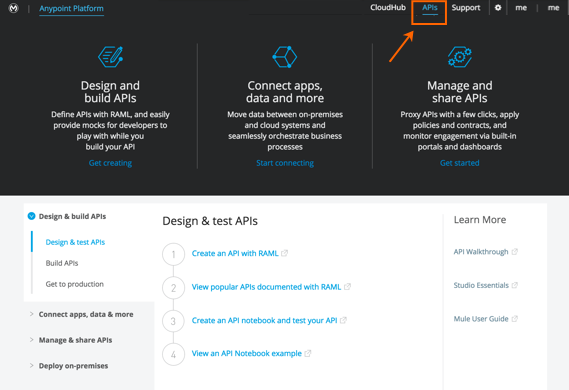 Anypoint Platform
CloudHub APIs Support me me
Design and
build APIs
Define APIs with RAML, and easily
provide mocks for developers to
play with while you
build your API
Get creating
Connect apps,
data and more
Move data between on-premises
and cloud systems and
seamlessly orchestrate business
processes
Start connecting
Manage and
share APIs
Proxy APIs with a few clicks, apply
policies and contracts, and
monitor engagement via built-in
portals and dashboards
Get started
Design & build APIs
Design & test APIs
Build APIs
Get to production
Connect apps, data & more
Manage & share APIs
Deploy on-premises
Design & test APIs
1 Create an API with RAML
2 View popular APIs documented with RAML
3 Create an API notebook and test your API
4 View an API Notebook example
Learn More
API Walkthrough
Studio Essentials
Mule User Guide